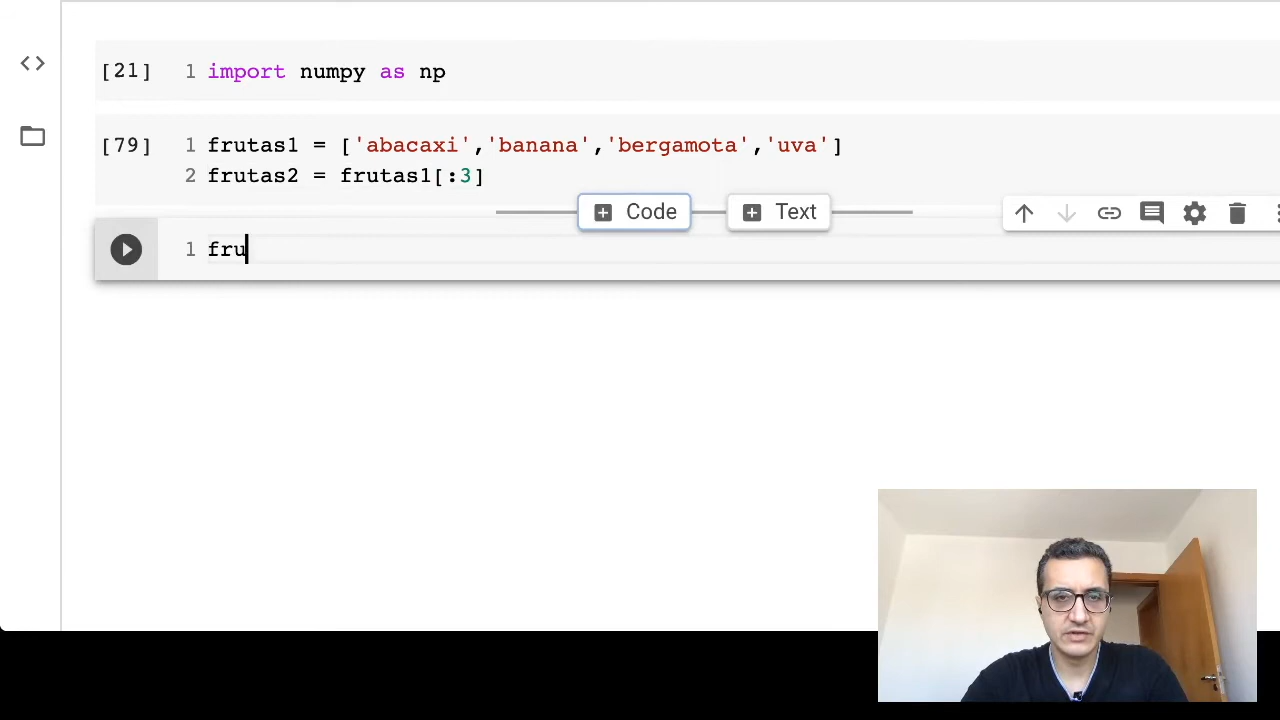 [21] 1 import numpy as np
[79] 1 frutas1 = ['abacaxi','banana','bergamota','uva']
2 frutas2 = frutas1[:3]
Code Text
1 fru